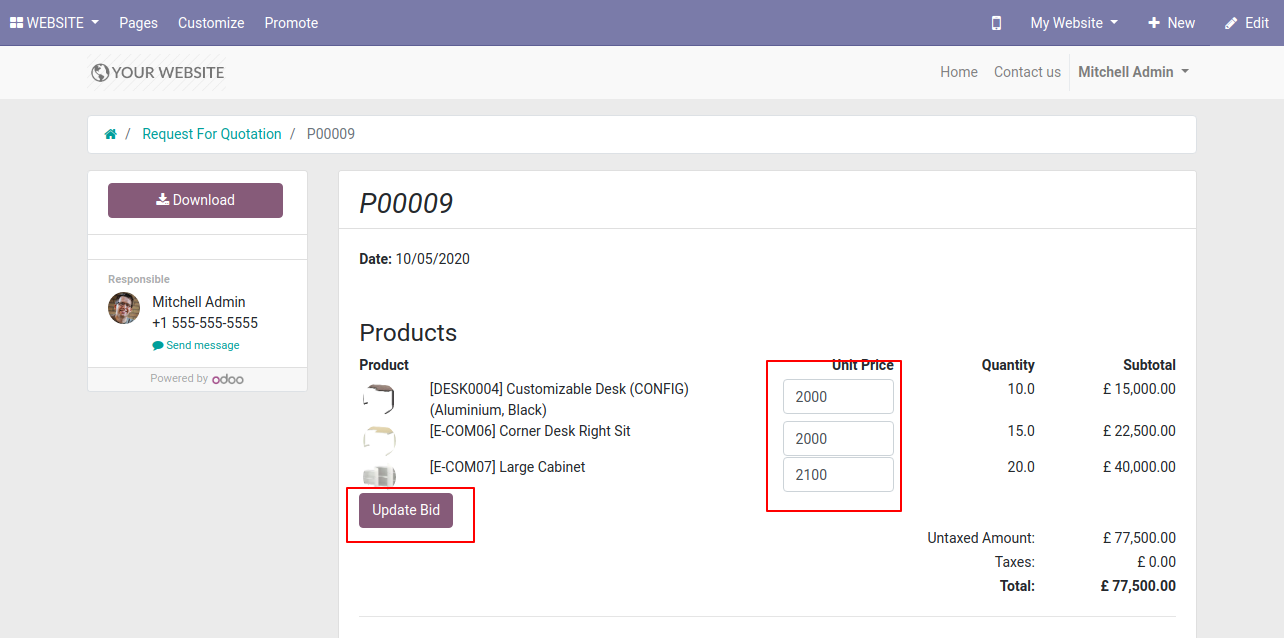 WEBSITE Pages Customize Promote My Website New Edit
YOUR WEBSITE Home Contact us Mitchell Admin
/ Request For Quotation / P00009
Download
P00009
Date: 10/05/2020
Responsible
Mitchell Admin
+1 555-555-5555
Send message
Powered by odoo
Products
Product Unit Price Quantity Subtotal
[DESK0004] Customizable Desk (CONFIG) 2000 10.0 £ 15,000.00
(Aluminium, Black)
[E-COM06] Corner Desk Right Sit 2000 15.0 £ 22,500.00
[E-COM07] Large Cabinet 2100 20.0 £ 40,000.00
Update Bid
Untaxed Amount: £ 77,500.00
Taxes: £ 0.00
Total: £ 77,500.00